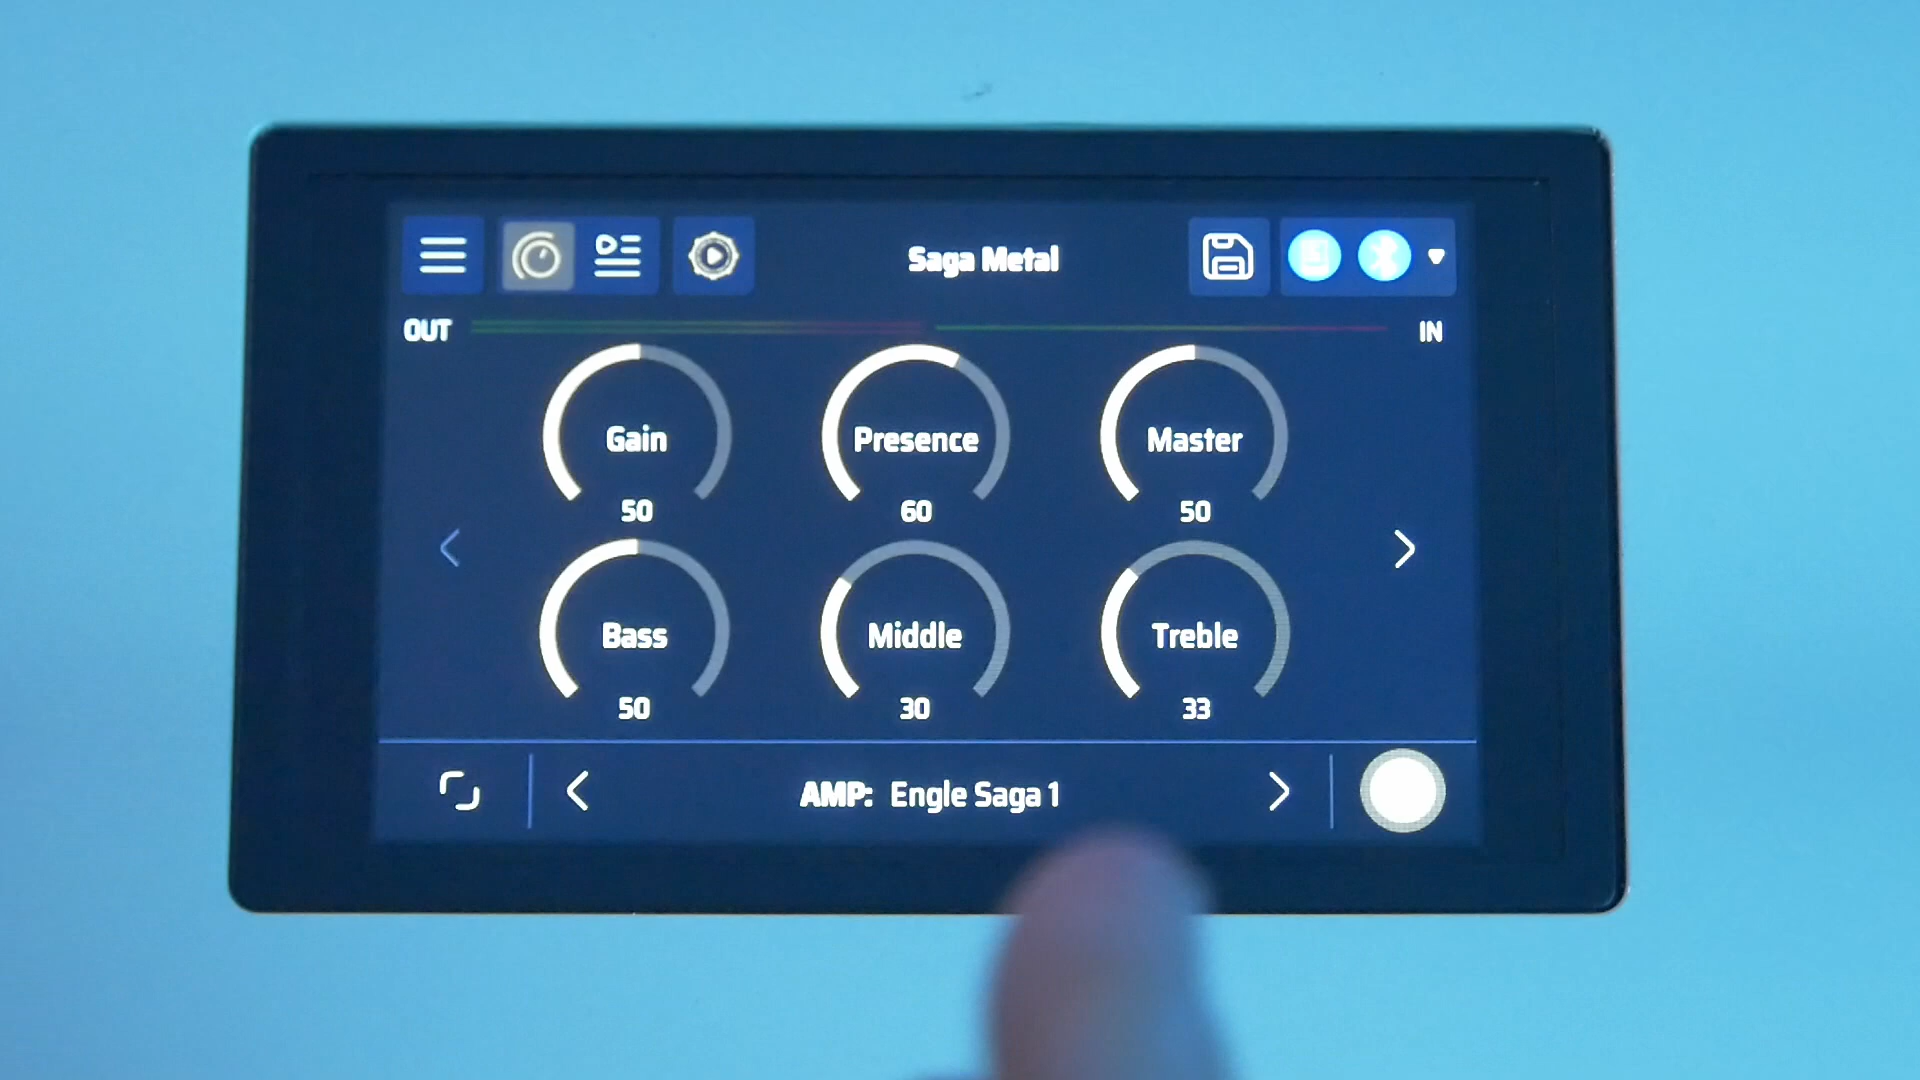 Saga Metal
OUT
IN
Gain
Presence
Master
50
60
50
Bass
Middle
Treble
50
30
33
AMP: Engle Saga 1